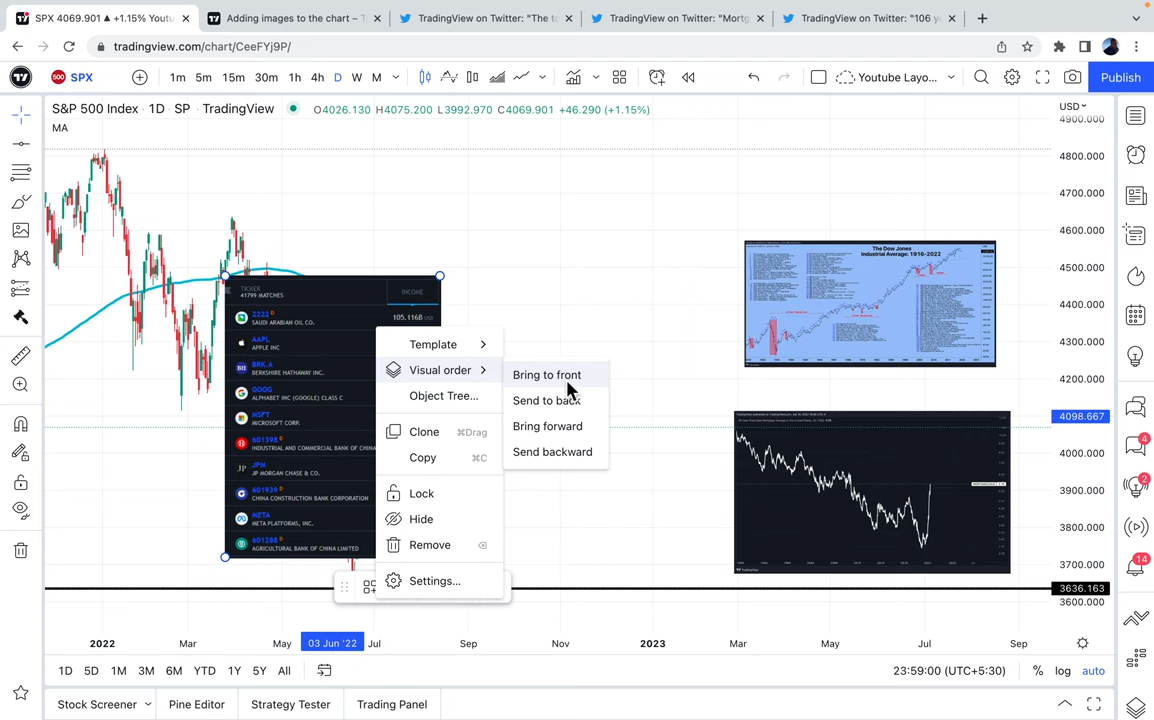 SPX 4069.901 ▲ +1.15% Youtu
Adding images to the chart – T
TradingView on Twitter: "The to
TradingView on Twitter: "Mortg
TradingView on Twitter: "106 ye
tradingview.com/chart/CeeFYj9P/
500 SPX
1m 5m 15m 30m 1h 4h D W M
Youtube Layo...
Publish
S&P 500 Index · 1D · SP · TradingView
O4026.130 H4075.200 L3992.970 C4069.901 +46.290 (+1.15%)
MA
USD
4900.000
4800.000
4700.000
4600.000
4500.000
4400.000
4300.000
4200.000
4098.667
4000.000
3900.000
3800.000
3700.000
3636.163
3600.000
The Dow Jones
Industrial Average: 1916-2022
TICKER
41799 MATCHES
INCOME
2222 D
SAUDI ARABIAN OIL CO.
105.116B USD
AAPL
APPLE INC
BRK.A
BERKSHIRE HATHAWAY INC.
GOOG
ALPHABET INC (GOOGLE) CLASS C
MSFT
MICROSOFT CORP.
601398 D
INDUSTRIAL AND COMMERCIAL BANK OF CHINA
JPM
JP MORGAN CHASE & CO.
601939 D
CHINA CONSTRUCTION BANK CORPORATION
META
META PLATFORMS, INC.
601288 D
AGRICULTURAL BANK OF CHINA LIMITED
Template
Visual order
Object Tree...
Clone ⌘Drag
Copy ⌘C
Lock
Hide
Remove
Settings...
Bring to front
Send to back
Bring forward
Send backward
TradingView
4
2
14
2022 Mar May 03 Jun '22 Jul Sep Nov 2023 Mar May Jul Sep
1D 5D 1M 3M 6M YTD 1Y 5Y All
23:59:00 (UTC+5:30) % log auto
Stock Screener Pine Editor Strategy Tester Trading Panel